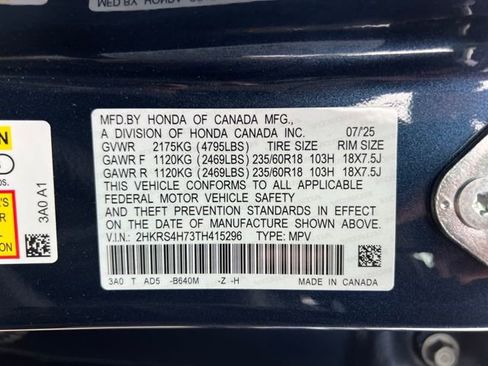 MFD.BY HONDA OF CANADA MFG.,
A DIVISION OF HONDA CANADA INC. 07/25
GVWR 2175KG (4795LBS) TIRE SIZE RIM SIZE
GAWR F 1120KG (2469LBS) 235/60R18 103H 18X7.5J
GAWR R 1120KG (2469LBS) 235/60R18 103H 18X7.5J
THIS VEHICLE CONFORMS TO ALL APPLICABLE
FEDERAL MOTOR VEHICLE SAFETY
AND THEFT PREVENTION STANDARDS IN EFFECT
ON THE DATE OF MANUFACTURE SHOWN ABOVE.
V.I.N.: 2HKRS4H73TH415296 TYPE: MPV
3A0 T AD5 -B640M -Z -H MADE IN CANADA
3A0 A1